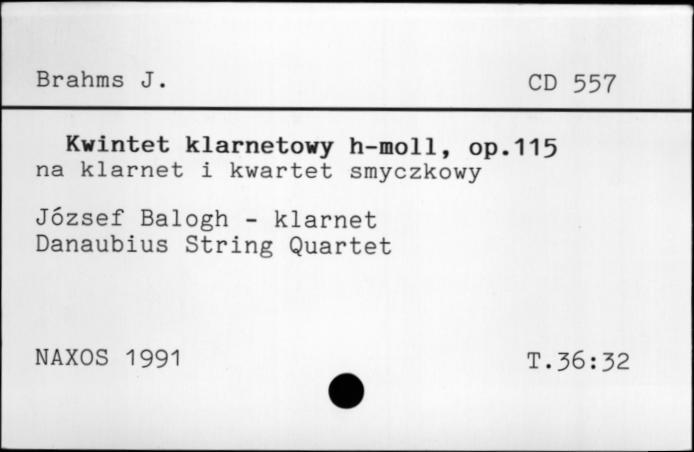 Brahms J. CD 557
Kwintet klarnetowy h-moll, op.115
na klarnet i kwartet smyczkowy
József Balogh - klarnet
Danaubius String Quartet
NAXOS 1991 T.36:32